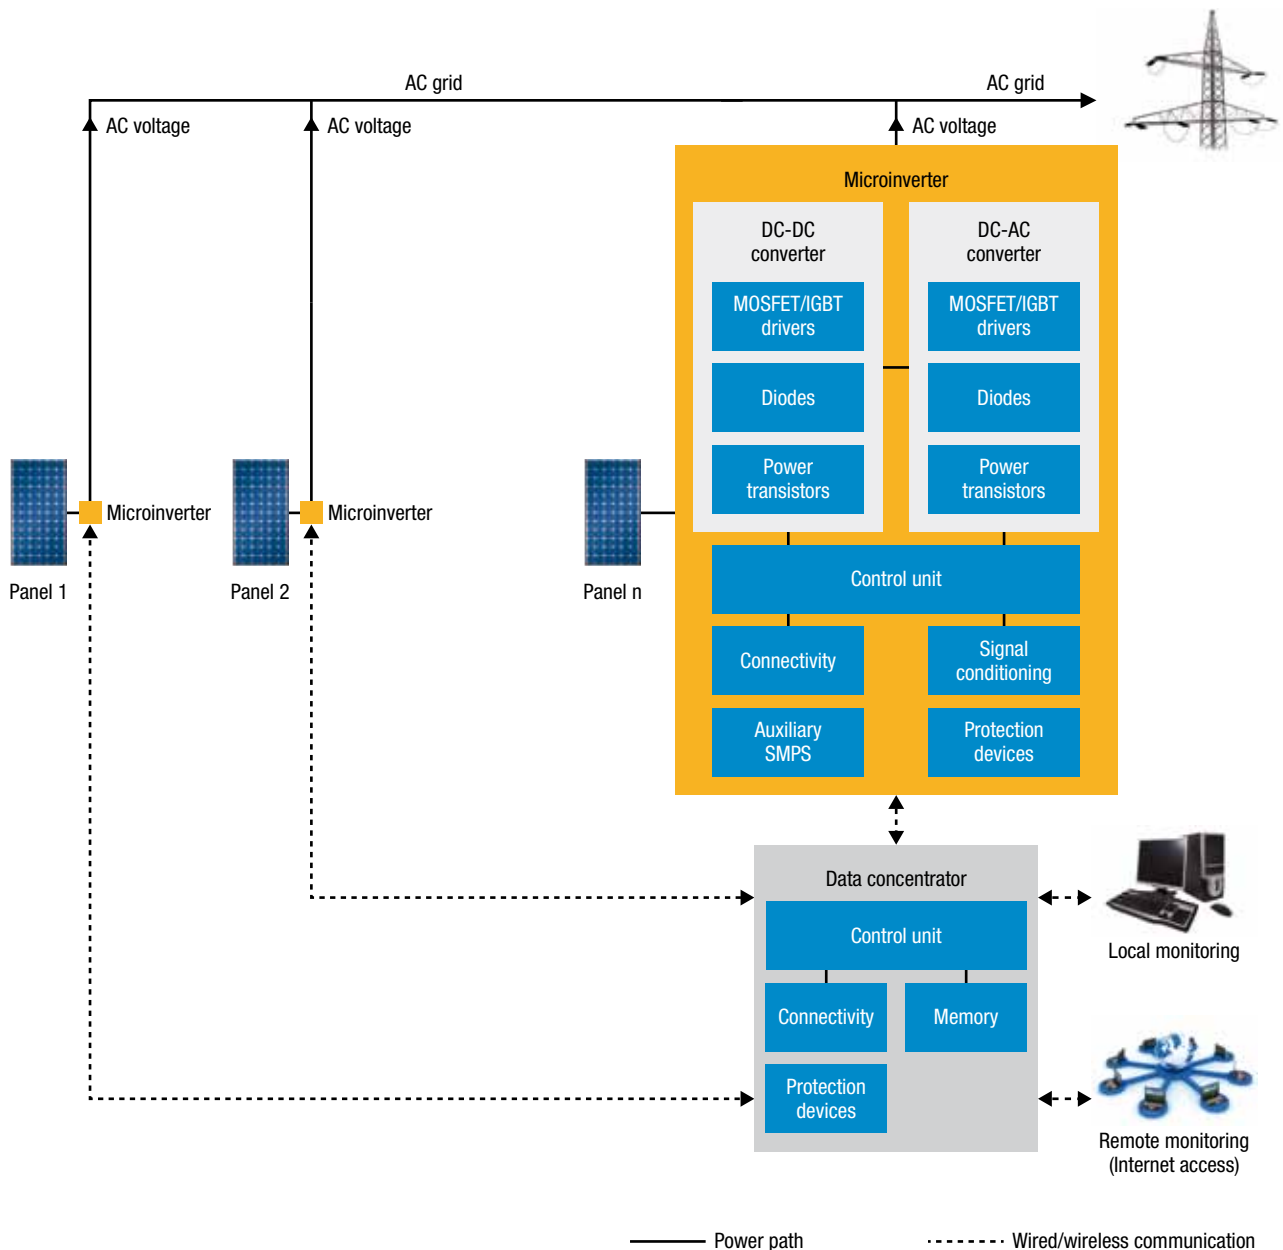 AC grid
AC grid
AC voltage
AC voltage
AC voltage
Microinverter
DC-DC
converter
DC-AC
converter
MOSFET/IGBT
drivers
MOSFET/IGBT
drivers
Diodes
Diodes
Power
transistors
Power
transistors
Microinverter
Microinverter
Panel 1
Panel 2
Panel n
Control unit
Connectivity
Signal
conditioning
Auxiliary
SMPS
Protection
devices
Data concentrator
Control unit
Connectivity
Memory
Protection
devices
Local monitoring
Remote monitoring
(Internet access)
Power path
Wired/wireless communication